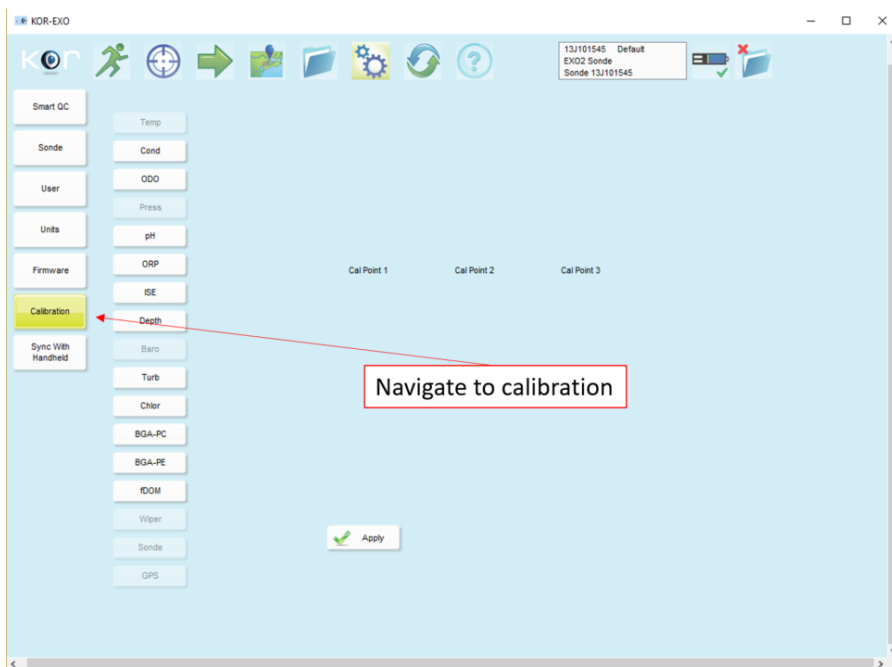 KOR-EXO
Kor
?
13J101545 Default
EXO2 Sonde
Sonde 13J101545
Smart QC
Sonde
User
Units
Firmware
Calibration
Sync With
Handheld
Temp
Cond
ODO
Press
pH
ORP
ISE
Depth
Baro
Turb
Chlor
BGA-PC
BGA-PE
fDOM
Wiper
Sonde
GPS
Cal Point 1 Cal Point 2 Cal Point 3
Navigate to calibration
Apply